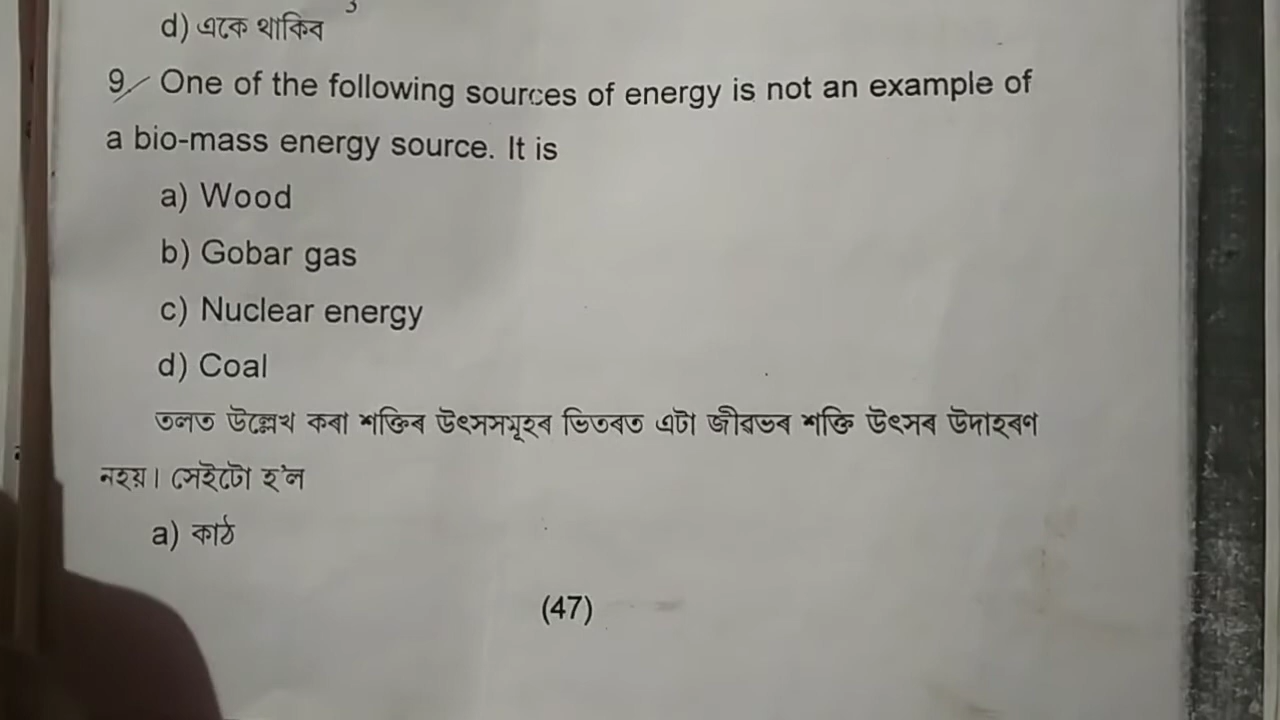 d) একে থাকিব
9. One of the following sources of energy is not an example of
a bio-mass energy source. It is
a) Wood
b) Gobar gas
c) Nuclear energy
d) Coal
তলত উল্লেখ কৰা শক্তিৰ উৎসসমূহৰ ভিতৰত এটা জীৱভৰ শক্তি উৎসৰ উদাহৰণ
নহয়। সেইটো হ'ল
a) কাঠ
(47)